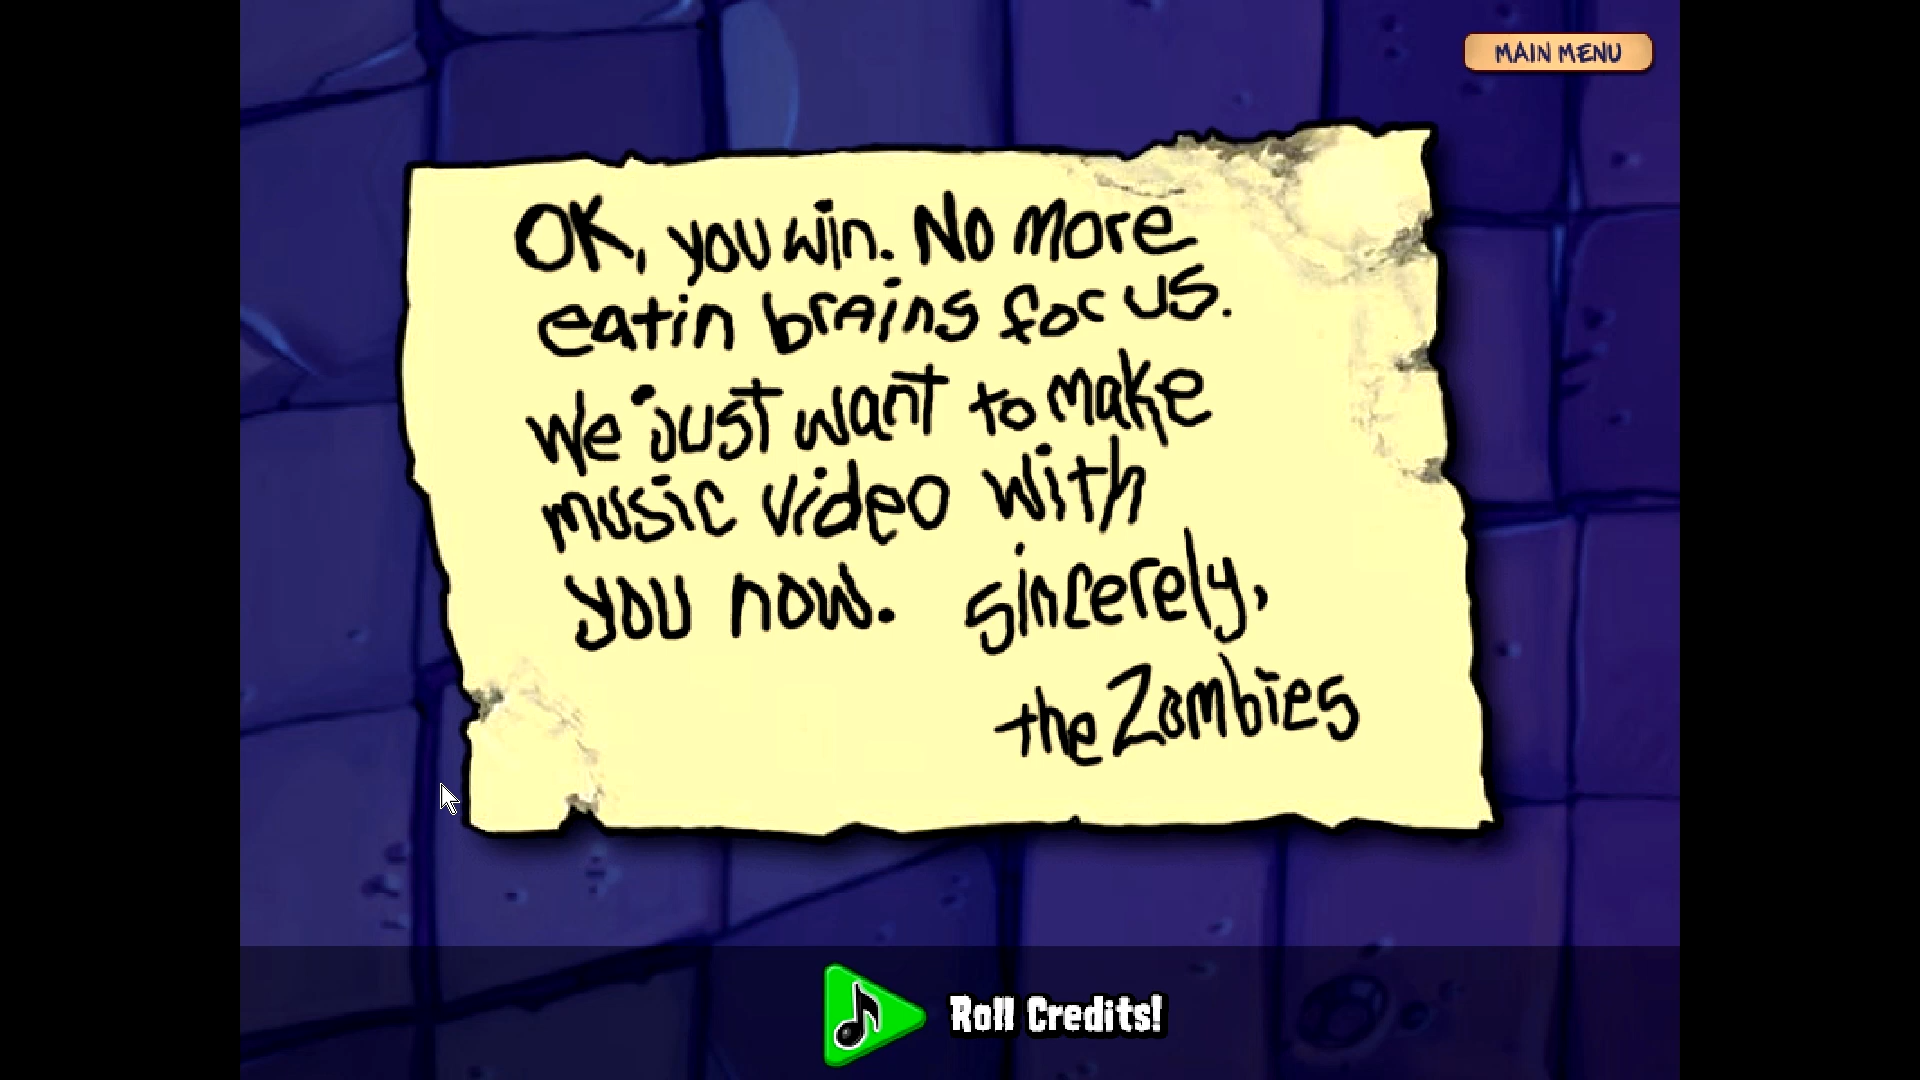 MAIN MENU
OK, you win. No more
eatin brains for us.
We just want to make
music video with
you now. sincerely,
the Zombies
Roll Credits!